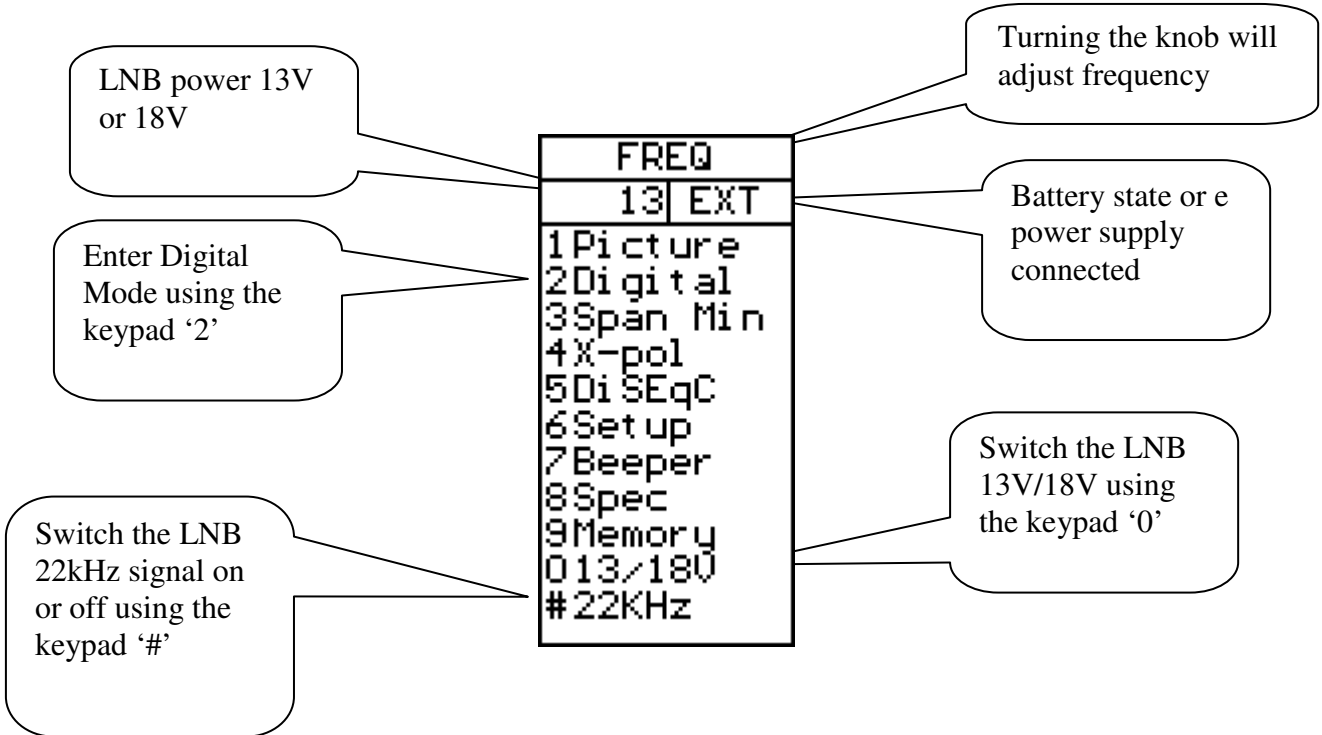 LNB power 13V
or 18V
Turning the knob will
adjust frequency
FREQ
13 EXT
Battery state or e
power supply
connected
Enter Digital
Mode using the
keypad ‘2’
1Picture
2Digital
3Span Min
4X-pol
5DiSEqC
6Setup
7Beeper
8Spec
9Memory
013/18V
#22KHz
Switch the LNB
13V/18V using
the keypad ‘0’
Switch the LNB
22kHz signal on
or off using the
keypad ‘#’